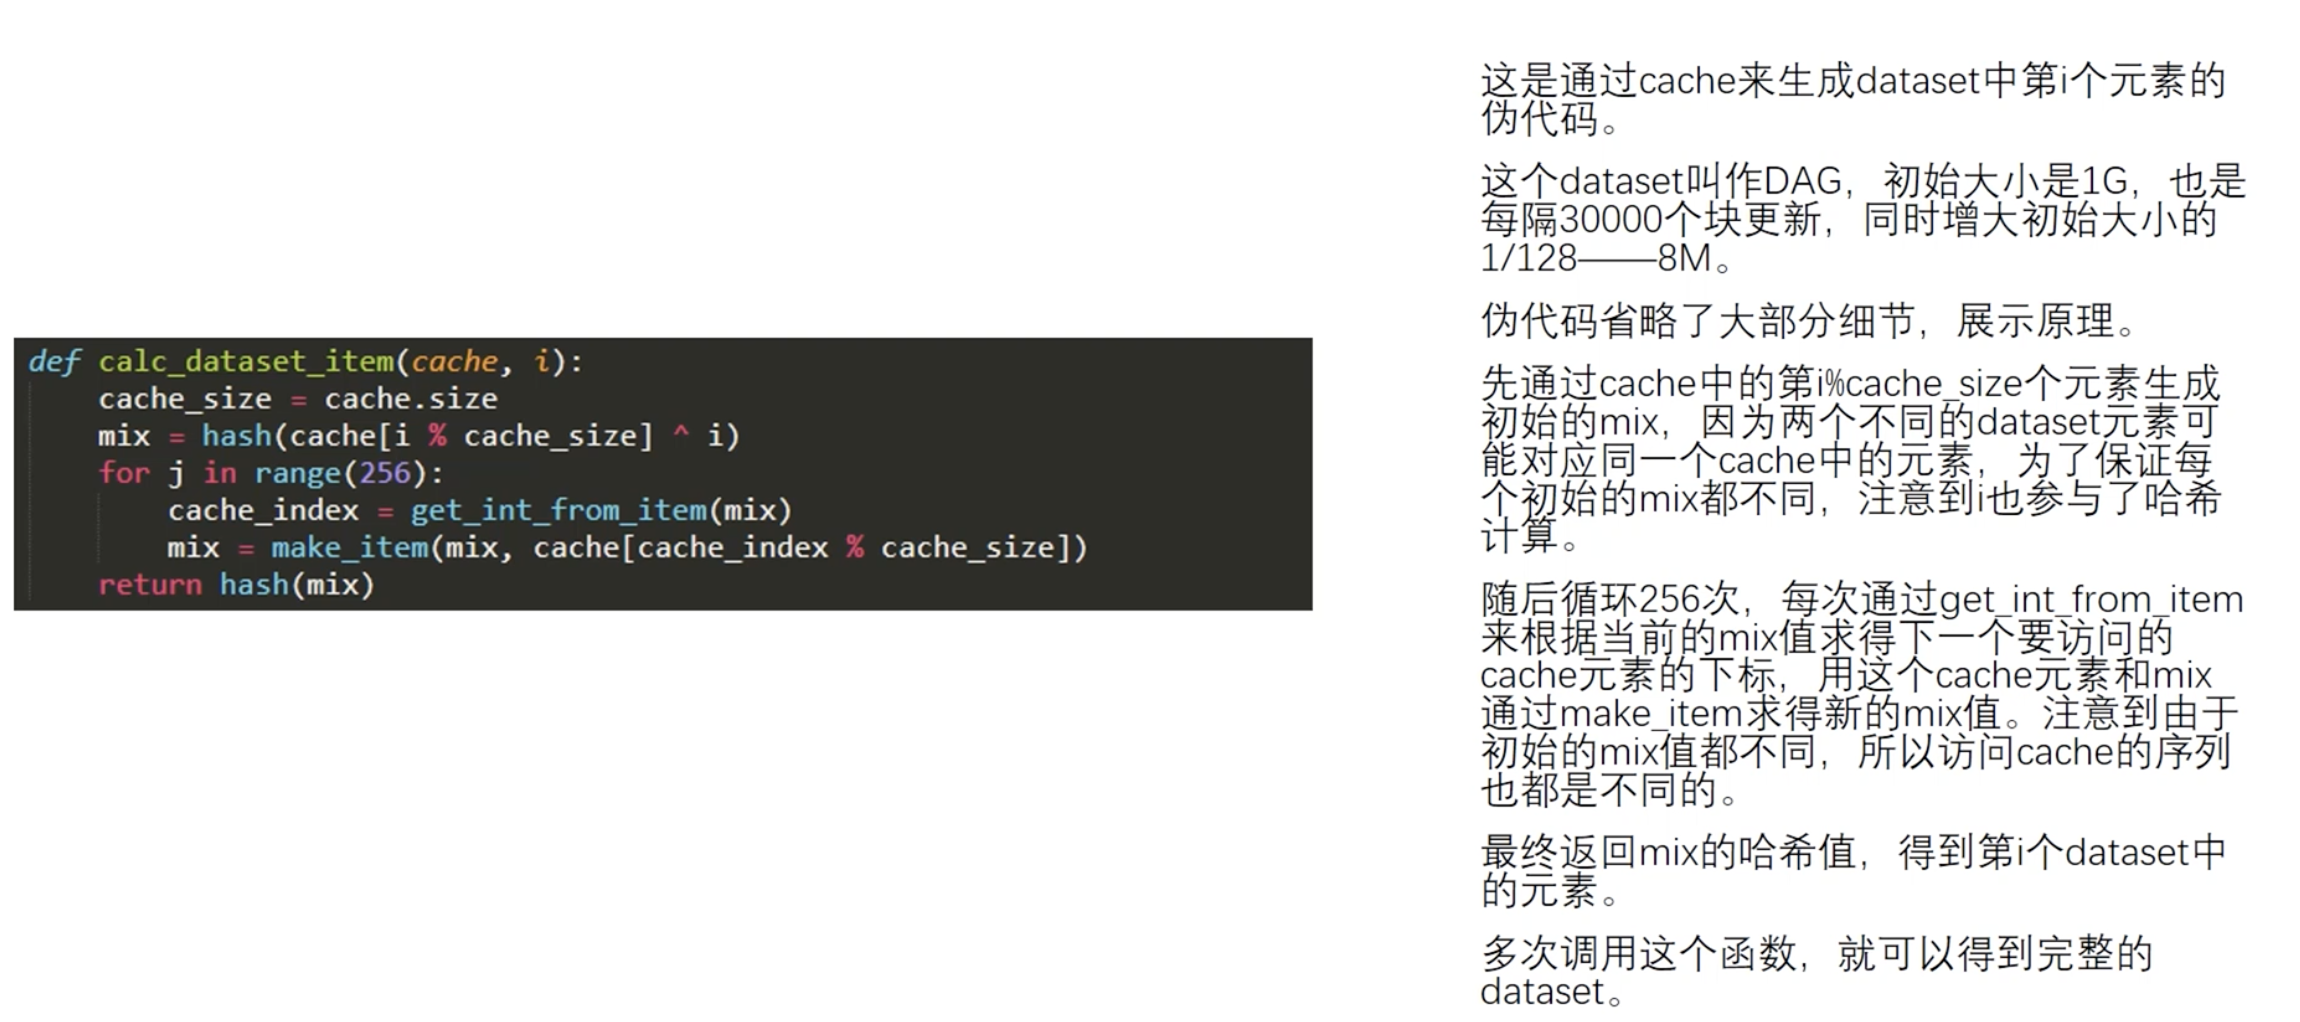 def calc_dataset_item(cache, i):
    cache_size = cache.size
    mix = hash(cache[i % cache_size] ^ i)
    for j in range(256):
        cache_index = get_int_from_item(mix)
        mix = make_item(mix, cache[cache_index % cache_size])
    return hash(mix)
这是通过cache来生成dataset中第i个元素的
伪代码。
这个dataset叫作DAG，初始大小是1G，也是
每隔30000个块更新，同时增大初始大小的
1/128——8M。
伪代码省略了大部分细节，展示原理。
先通过cache中的第i%cache_size个元素生成
初始的mix，因为两个不同的dataset元素可
能对应同一个cache中的元素，为了保证每
个初始的mix都不同，注意到i也参与了哈希
计算。
随后循环256次，每次通过get_int_from_item
来根据当前的mix值求得下一个要访问的
cache元素的下标，用这个cache元素和mix
通过make_item求得新的mix值。注意到由于
初始的mix值都不同，所以访问cache的序列
也都是不同的。
最终返回mix的哈希值，得到第i个dataset中
的元素。
多次调用这个函数，就可以得到完整的
dataset。